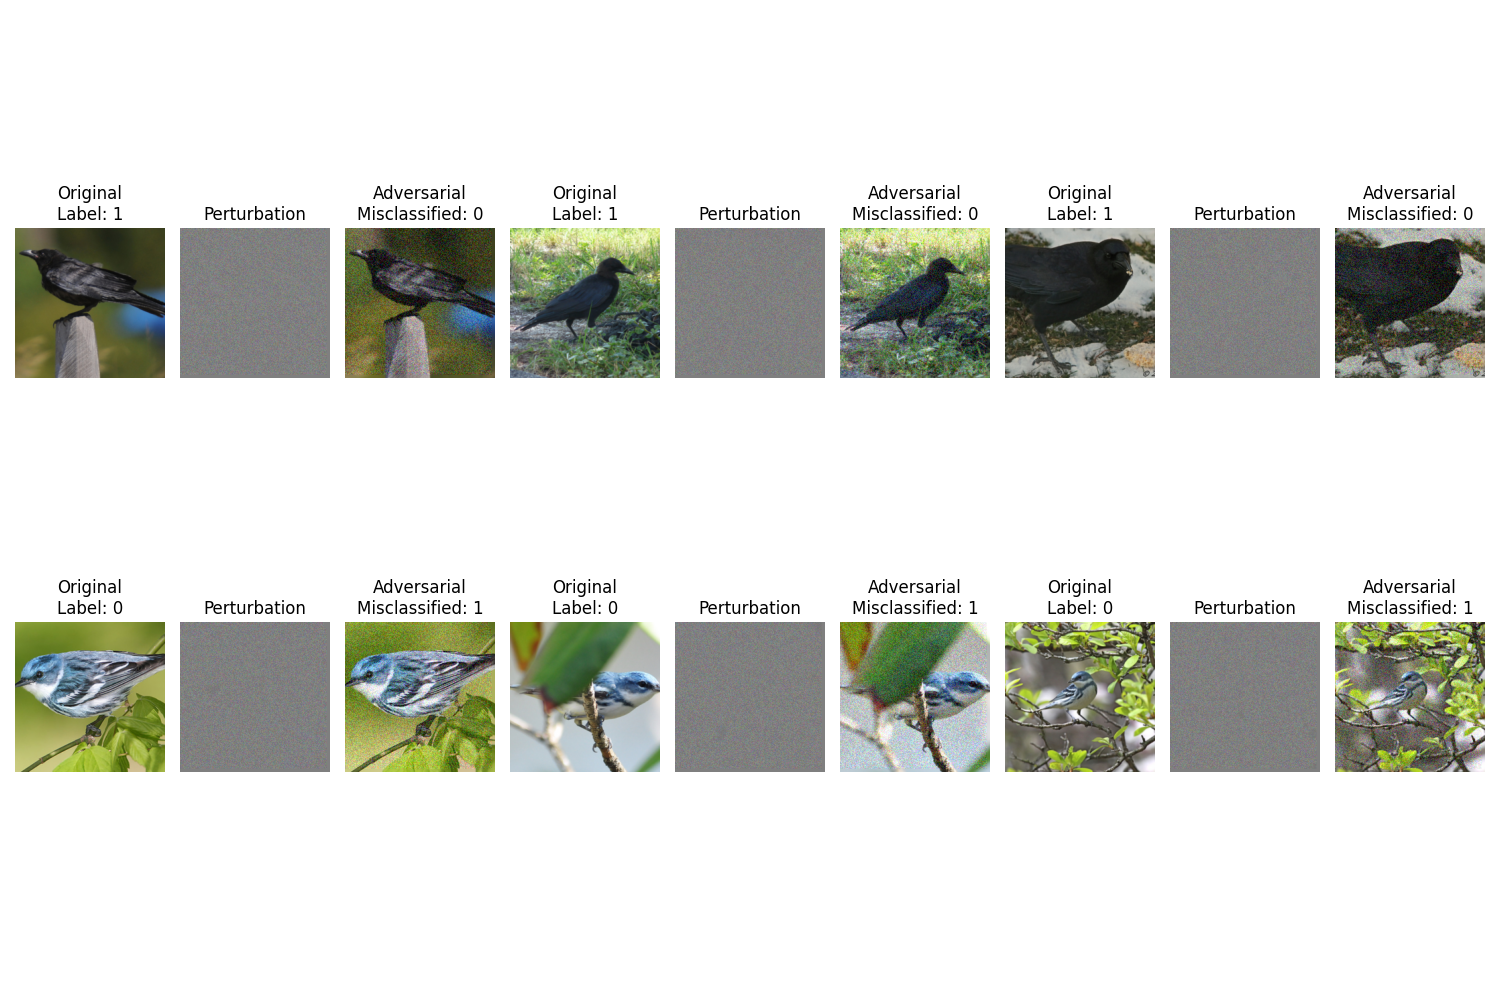 Original
Label: 1
Perturbation
Adversarial
Misclassified: 0
Original
Label: 1
Perturbation
Adversarial
Misclassified: 0
Original
Label: 1
Perturbation
Adversarial
Misclassified: 0
Original
Label: 0
Perturbation
Adversarial
Misclassified: 1
Original
Label: 0
Perturbation
Adversarial
Misclassified: 1
Original
Label: 0
Perturbation
Adversarial
Misclassified: 1